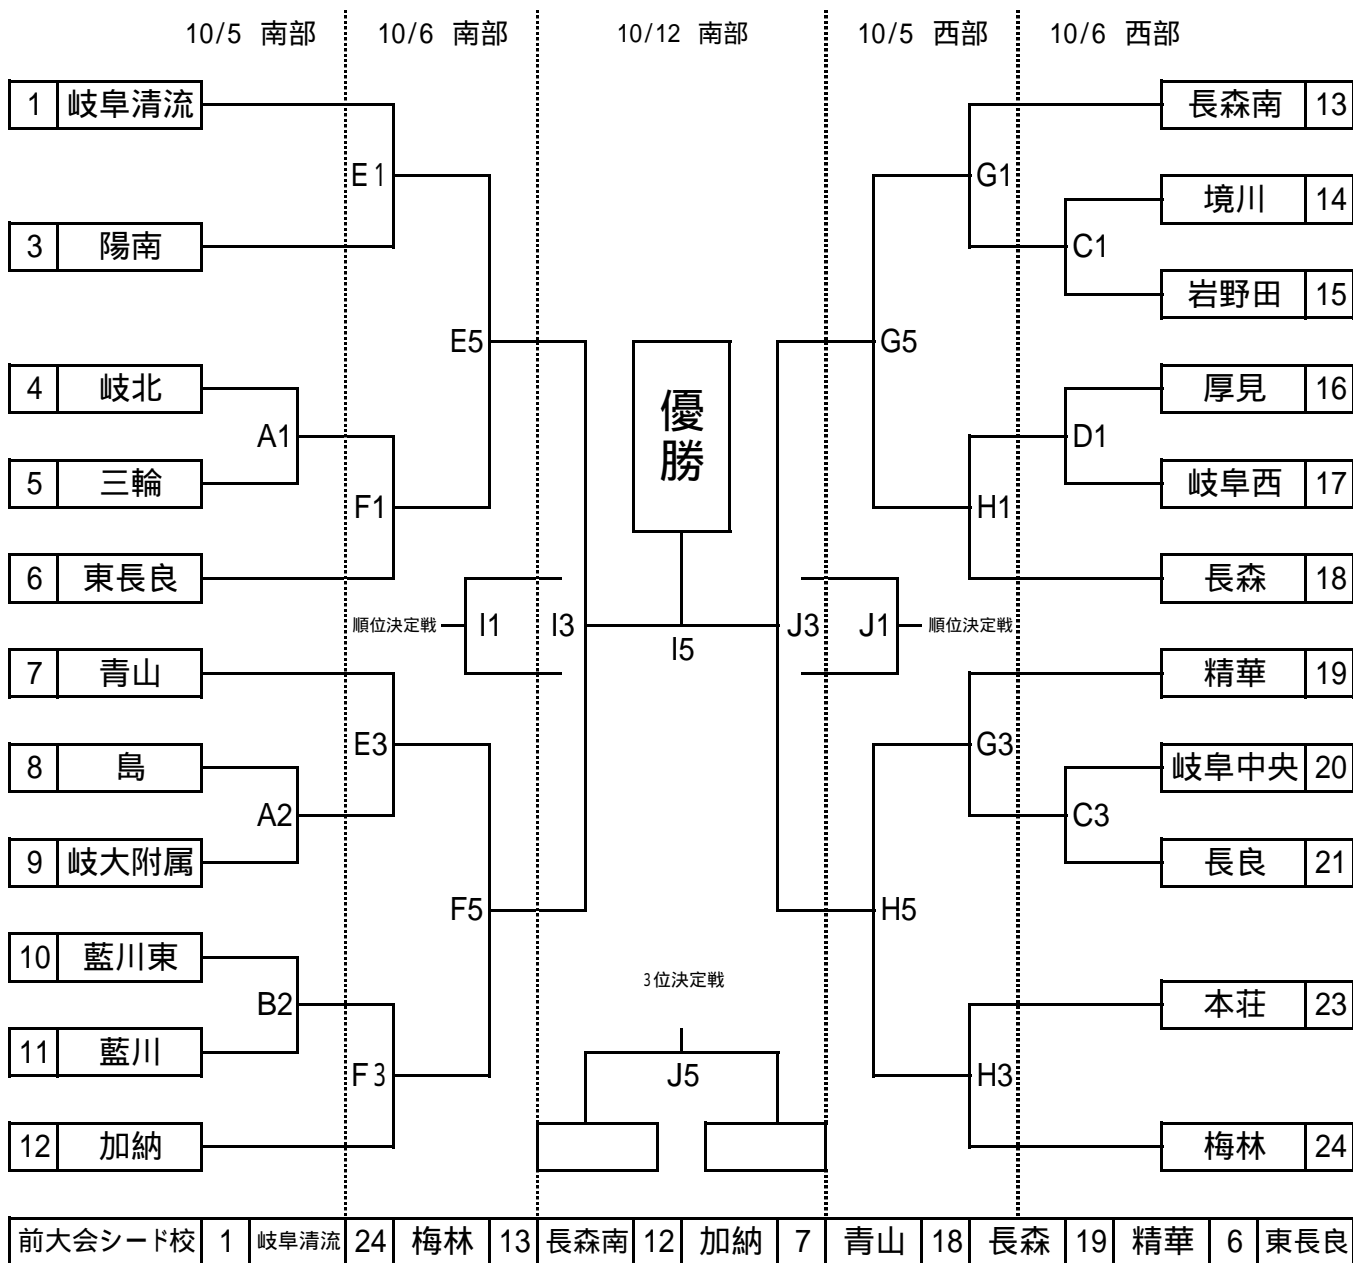 10/5 南部 10/6 南部 10/12 南部 10/5 西部 10/6 西部
1 岐阜清流
長森南 13
E1
G1
境川 14
3 陽南
C1
岩野田 15
E5
G5
4 岐北
厚見 16
優勝
A1
D1
5 三輪
岐阜西 17
F1
H1
6 東長良
長森 18
順位決定戦 I1 I3 I5 J3 J1 順位決定戦
7 青山
精華 19
E3
G3
8 島
岐阜中央 20
A2
C3
9 岐大附属
長良 21
F5
H5
10 藍川東
3位決定戦
B2
本荘 23
11 藍川
F3
J5
H3
12 加納
梅林 24
前大会シード校 1 岐阜清流 24 梅林 13 長森南 12 加納 7 青山 18 長森 19 精華 6 東長良